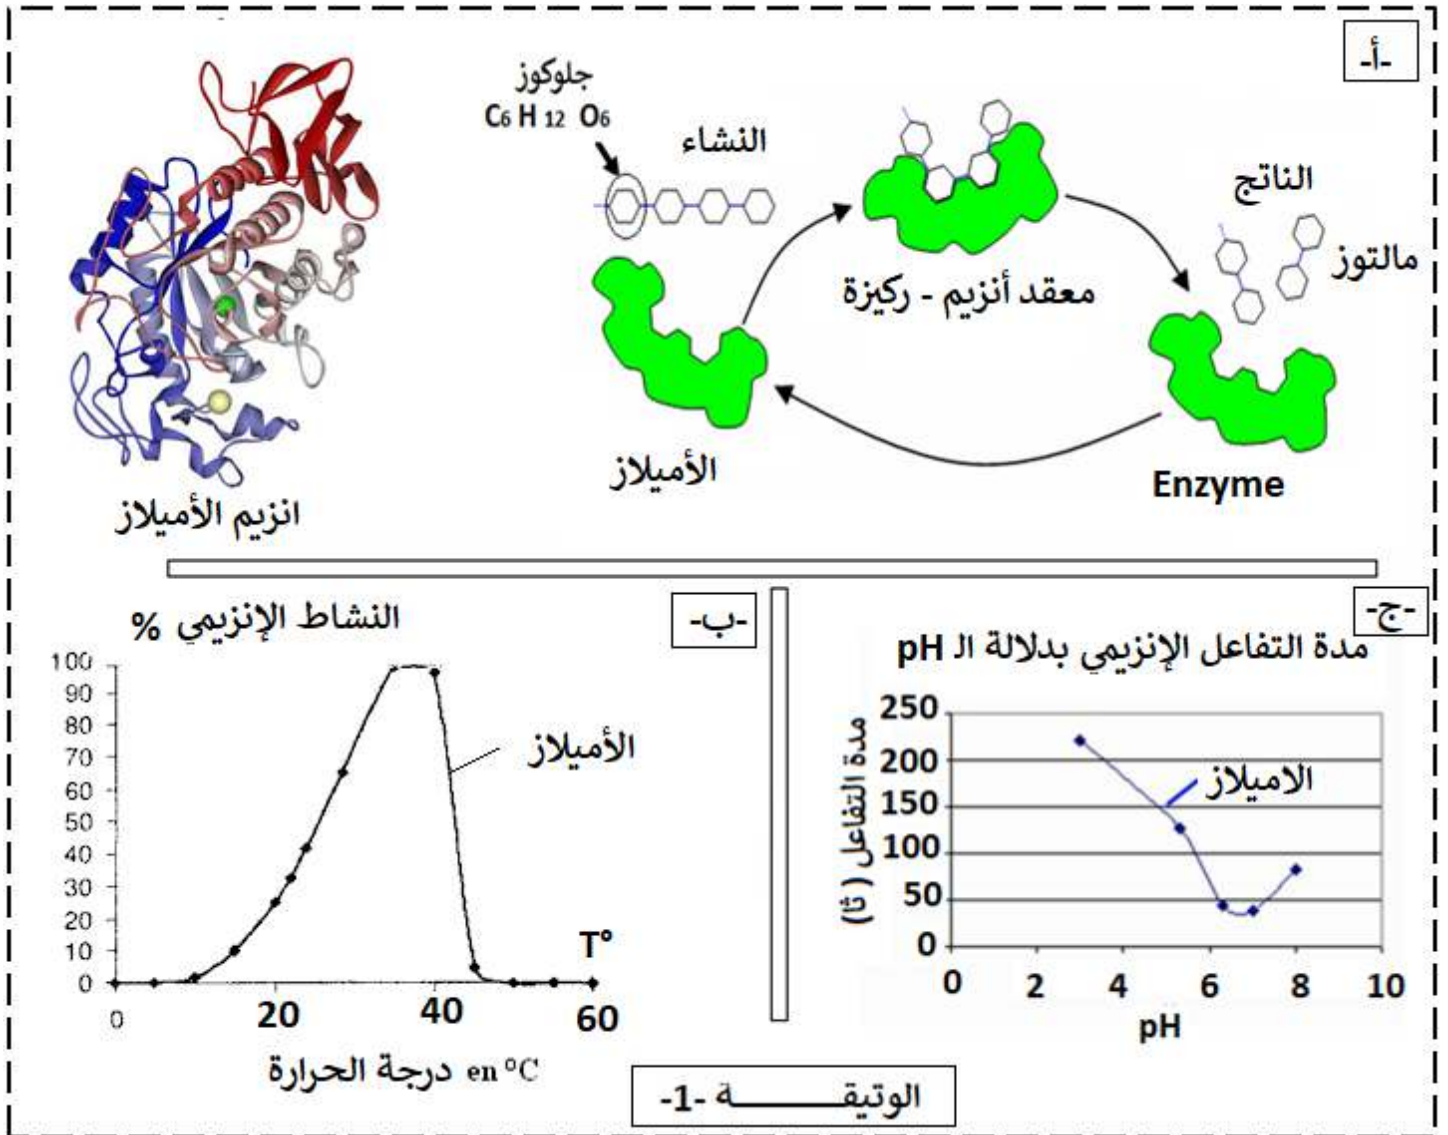 -أ-
جلوكوز
C6 H 12 O6
النشاء
الناتج
مالتوز
معقد أنزيم - ركيزة
الأميلاز
Enzyme
انزيم الأميلاز
-ج-
مدة التفاعل الإنزيمي بدلالة الـ pH
مدة التفاعل ( ثا)
250
200
150
100
50
0
الاميلاز
0 2 4 6 8 10
pH
-ب-
النشاط الإنزيمي %
100
90
80
70
60
50
40
30
20
10
0
الأميلاز
T°
0 20 40 60
درجة الحرارة en °C
الوتيقـــــــــة -1-